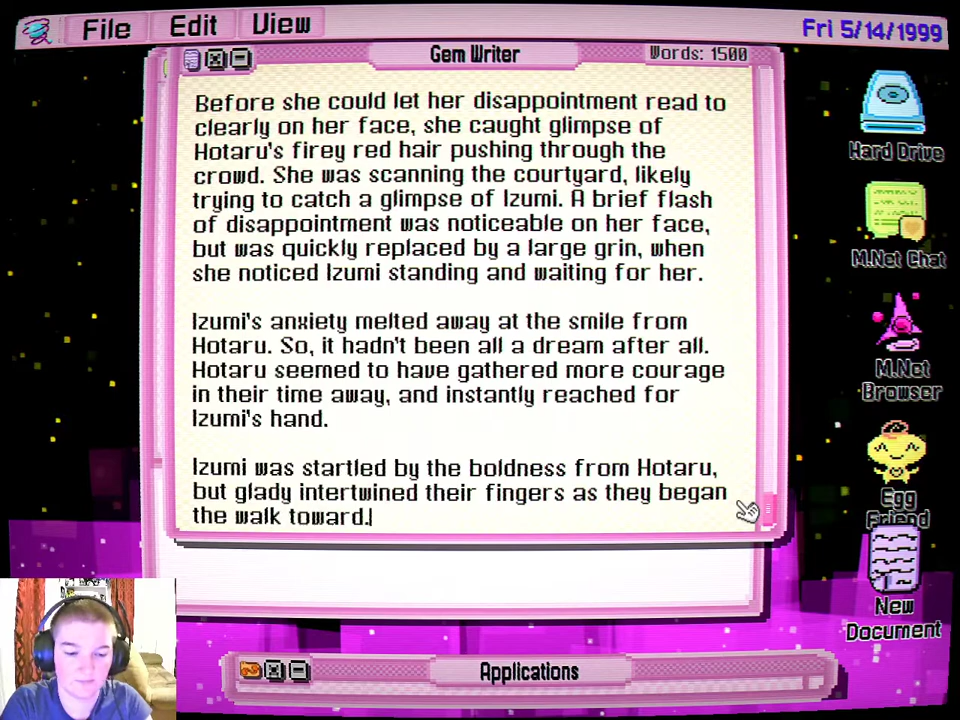 File Edit View
Fri 5/14/1999
Gem Writer
Words: 1500
Before she could let her disappointment read to
clearly on her face, she caught glimpse of
Hotaru's firey red hair pushing through the
crowd. She was scanning the courtyard, likely
trying to catch a glimpse of Izumi. A brief flash
of disappointment was noticeable on her face,
but was quickly replaced by a large grin, when
she noticed Izumi standing and waiting for her.
Izumi's anxiety melted away at the smile from
Hotaru. So, it hadn't been all a dream after all.
Hotaru seemed to have gathered more courage
in their time away, and instantly reached for
Izumi's hand.
Izumi was startled by the boldness from Hotaru,
but glady intertwined their fingers as they began
the walk toward.
Hard Drive
M.Net Chat
M.Net
Browser
Egg
Friend
New
Document
Applications